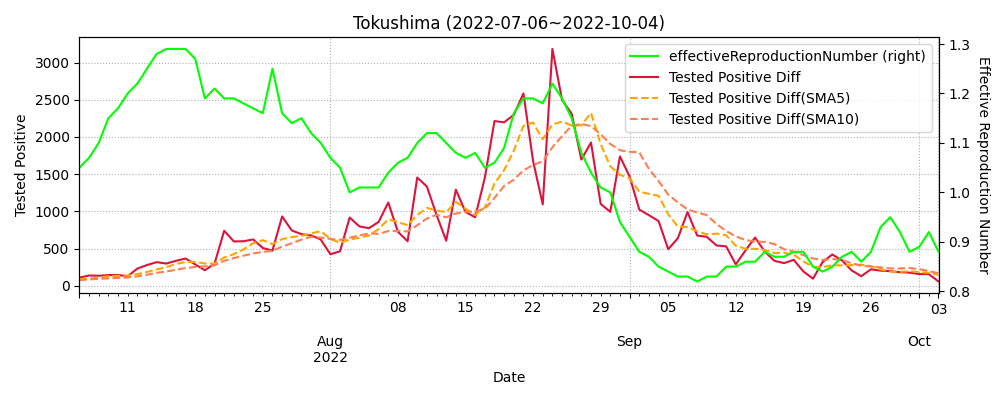 Tokushima (2022-07-06~2022-10-04)
effectiveReproductionNumber (right)
Tested Positive Diff
Tested Positive Diff(SMA5)
Tested Positive Diff(SMA10)
Tested Positive
3000
2500
2000
1500
1000
500
0
Effective Reproduction Number
1.3
1.2
1.1
1.0
0.9
0.8
11 18 25 08 15 22 29 05 12 19 26 03
Aug Sep Oct
2022
Date